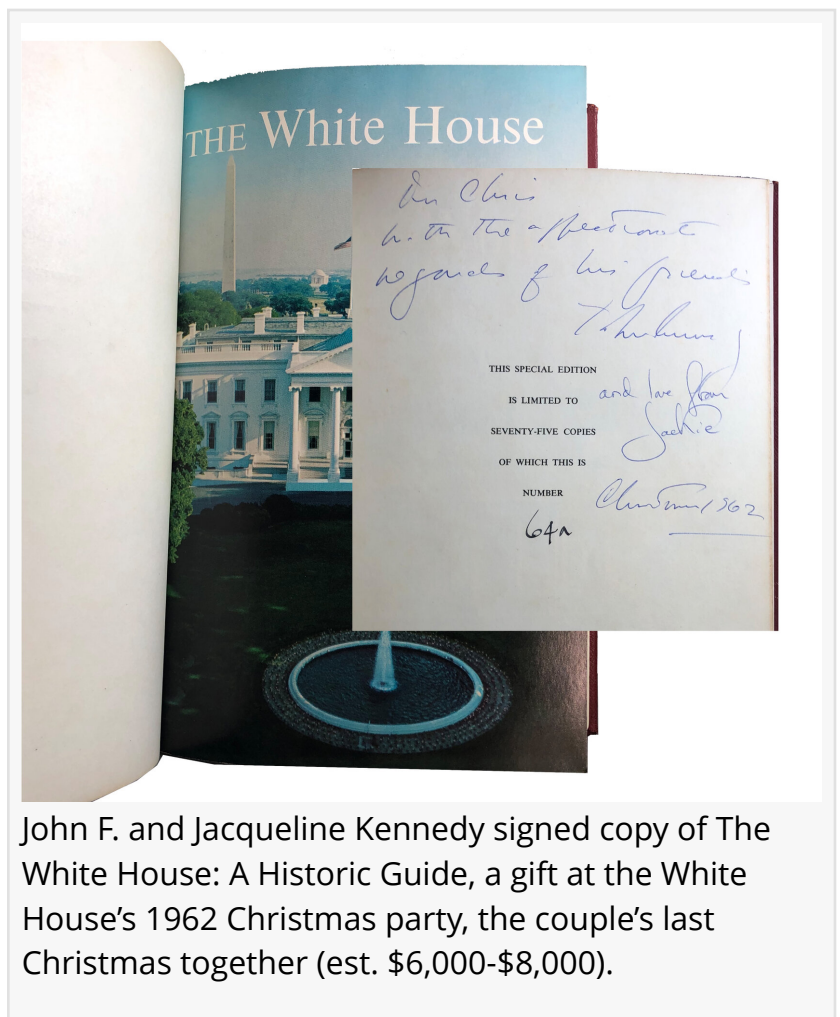 THE White House
For Chris
with the affectionate
regards of his friends
THIS SPECIAL EDITION
and love from
IS LIMITED TO
Jackie
SEVENTY-FIVE COPIES
OF WHICH THIS IS
NUMBER
Christmas 1962
64A
John F. and Jacqueline Kennedy signed copy of The
White House: A Historic Guide, a gift at the White
House’s 1962 Christmas party, the couple’s last
Christmas together (est. $6,000-$8,000).